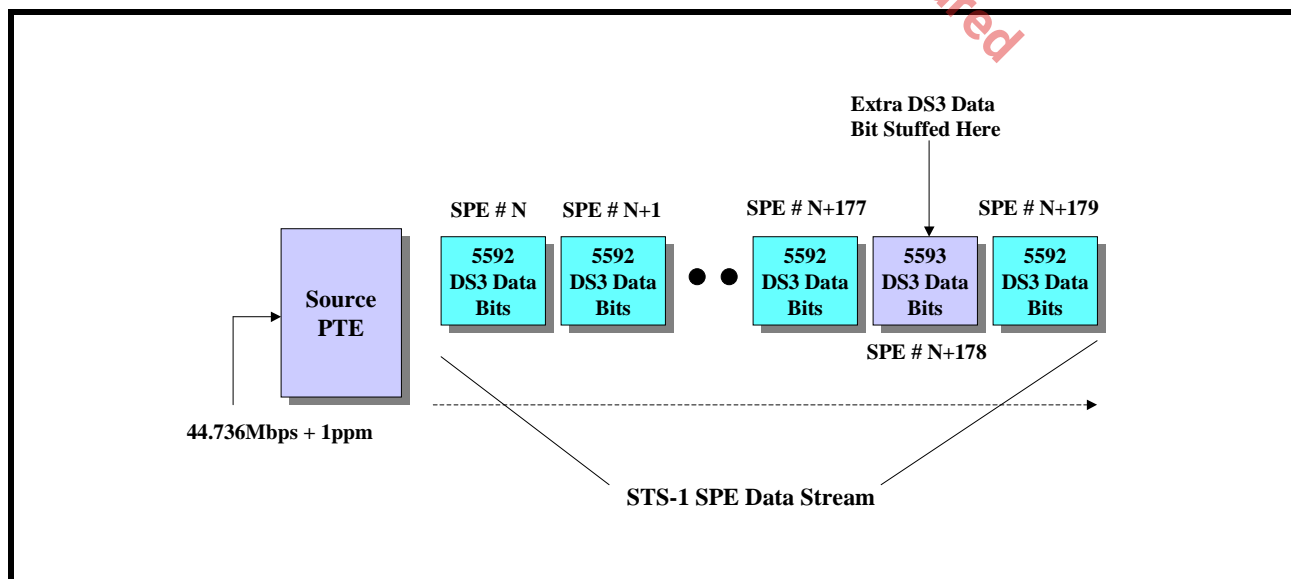 Extra DS3 Data
Bit Stuffed Here
SPE # N
SPE # N+1
SPE # N+177
SPE # N+179
Source
PTE
5592
DS3 Data
Bits
5592
DS3 Data
Bits
5592
DS3 Data
Bits
5593
DS3 Data
Bits
5592
DS3 Data
Bits
SPE # N+178
44.736Mbps + 1ppm
STS-1 SPE Data Stream